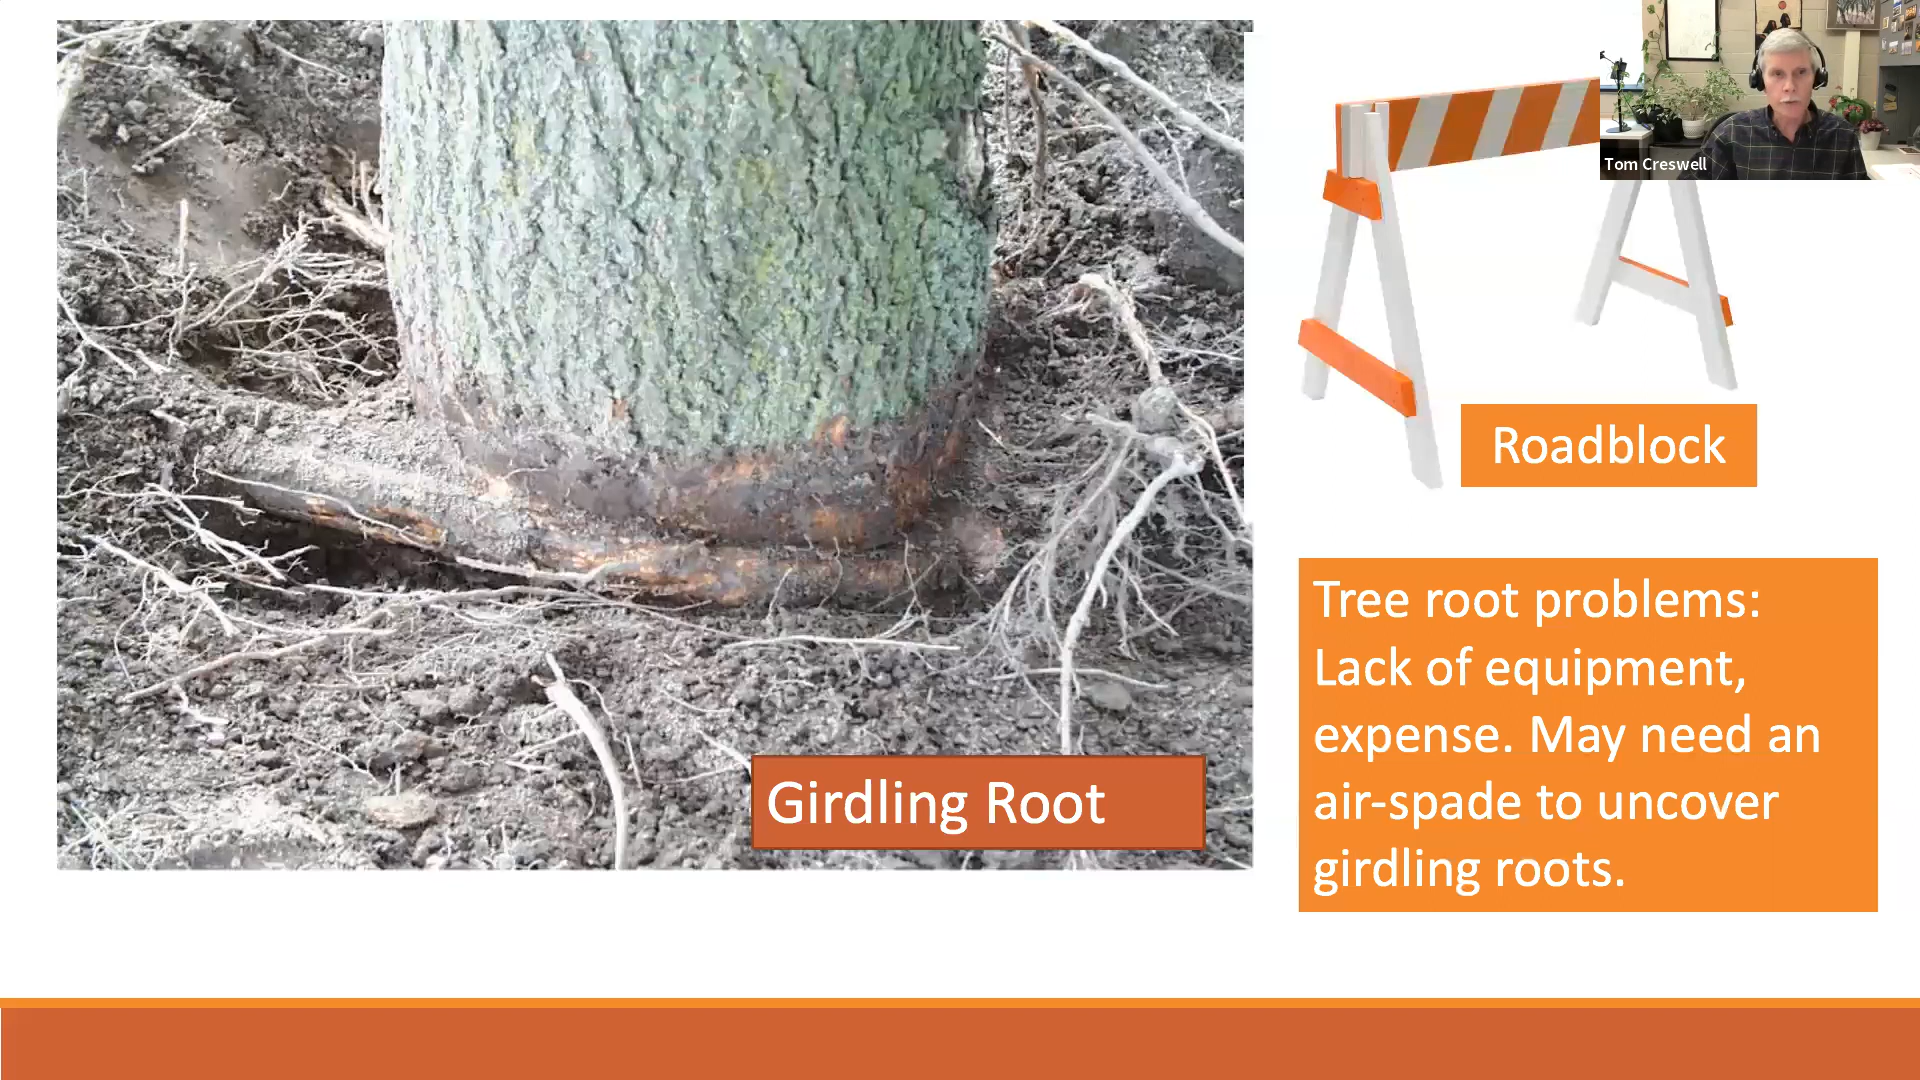 Tom Creswell
Roadblock
Tree root problems:
Lack of equipment,
expense. May need an
air-spade to uncover
girdling roots.
Girdling Root